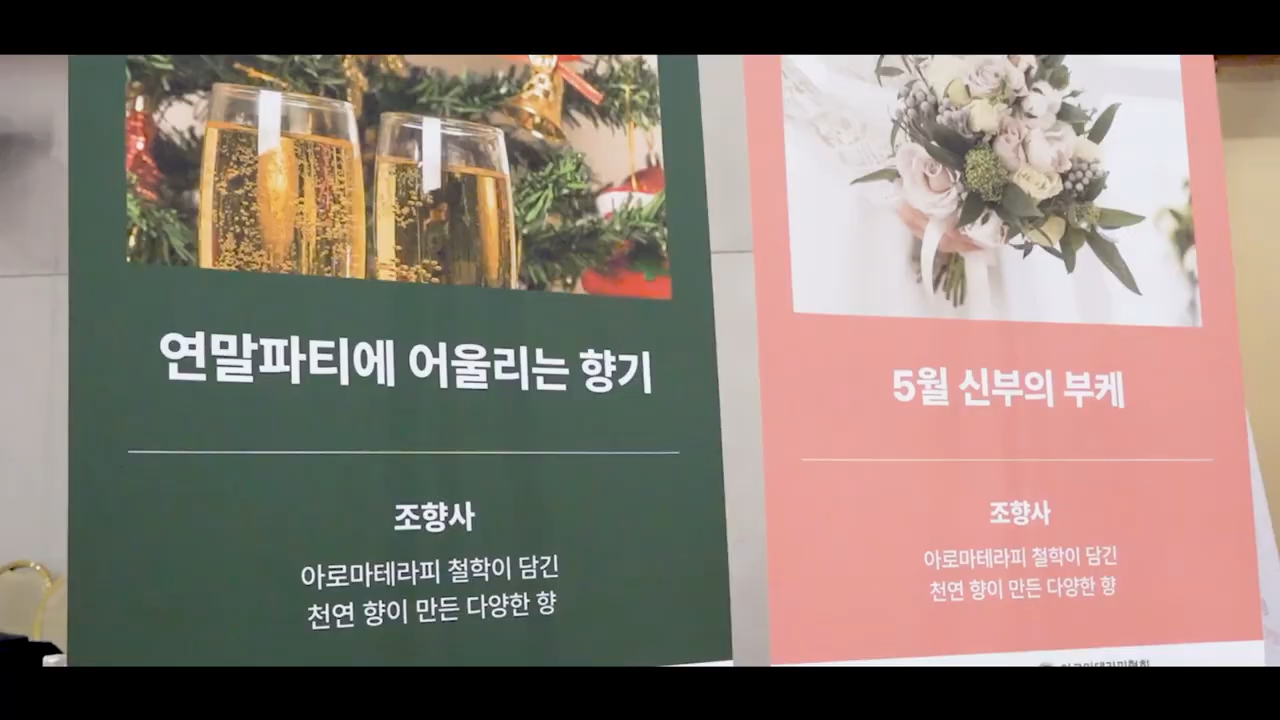 연말파티에 어울리는 향기
조향사
아로마테라피 철학이 담긴
천연 향이 만든 다양한 향
5월 신부의 부케
조향사
아로마테라피 철학이 담긴
천연 향이 만든 다양한 향